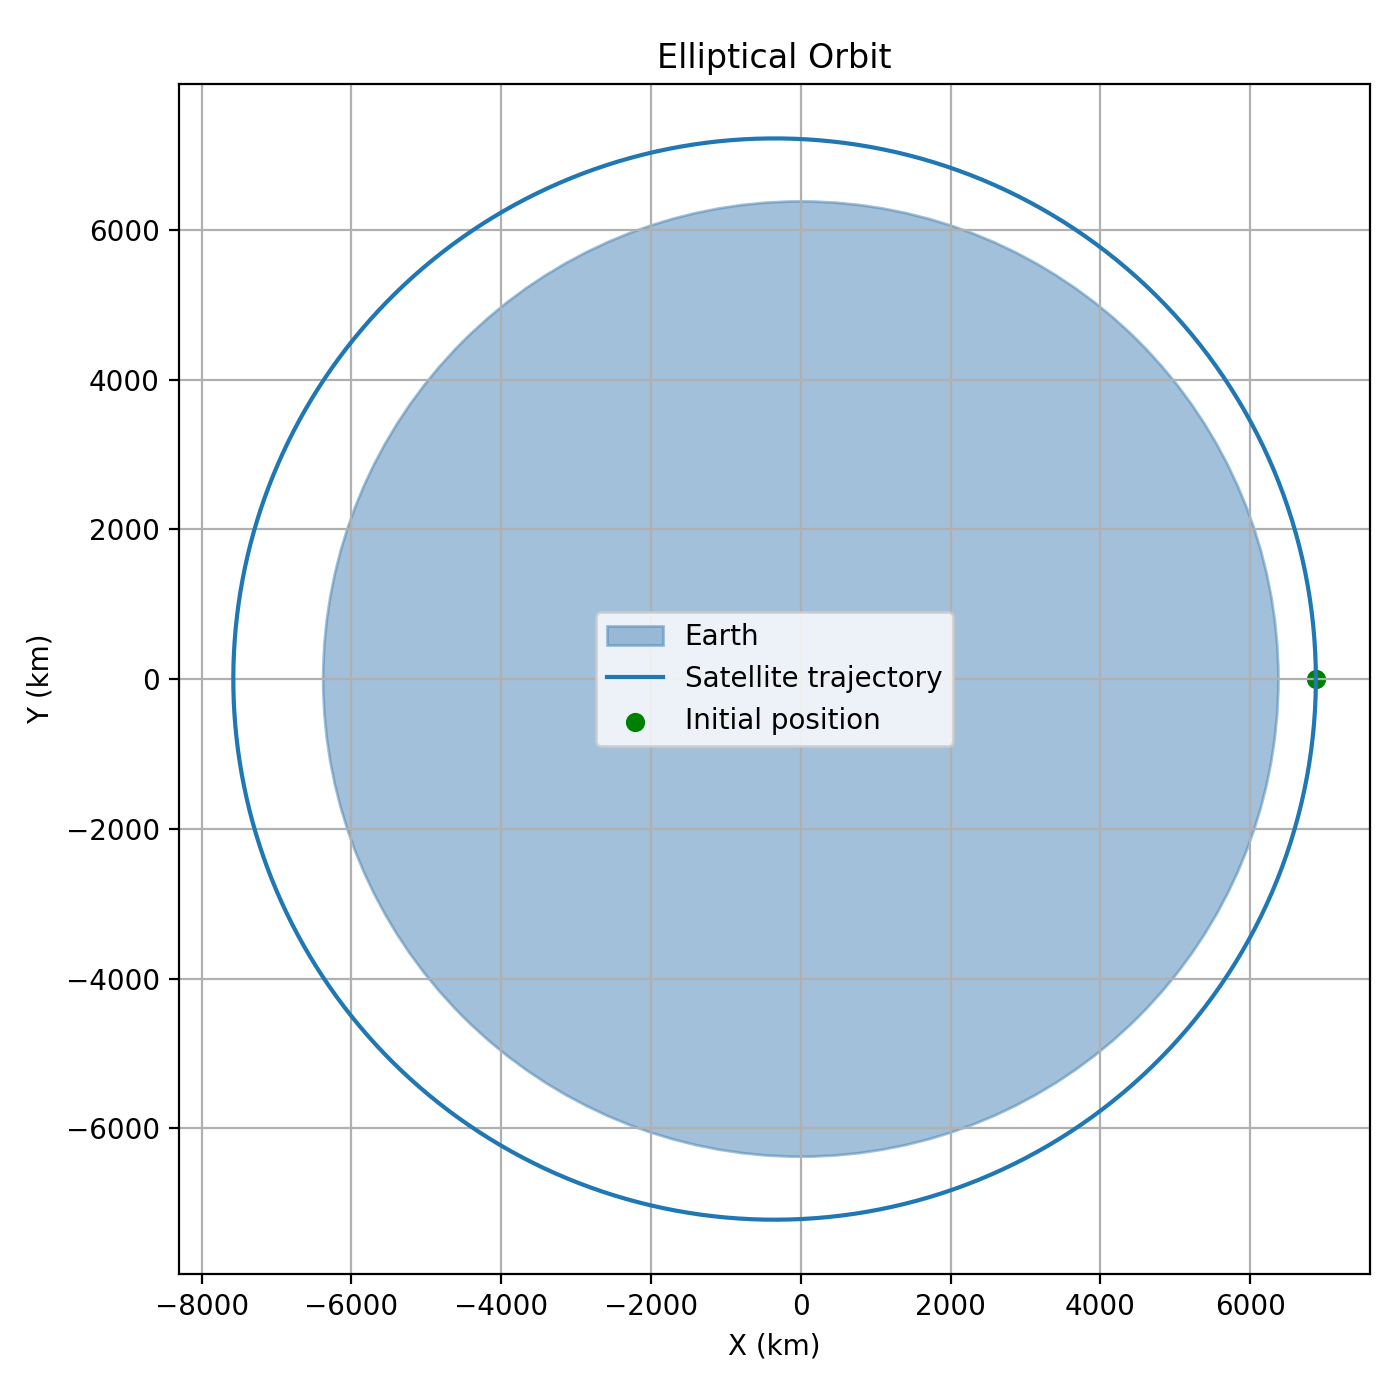 Elliptical Orbit
6000
4000
2000
0
−2000
−4000
−6000
Y (km)
Earth
Satellite trajectory
Initial position
−8000 −6000 −4000 −2000 0 2000 4000 6000
X (km)